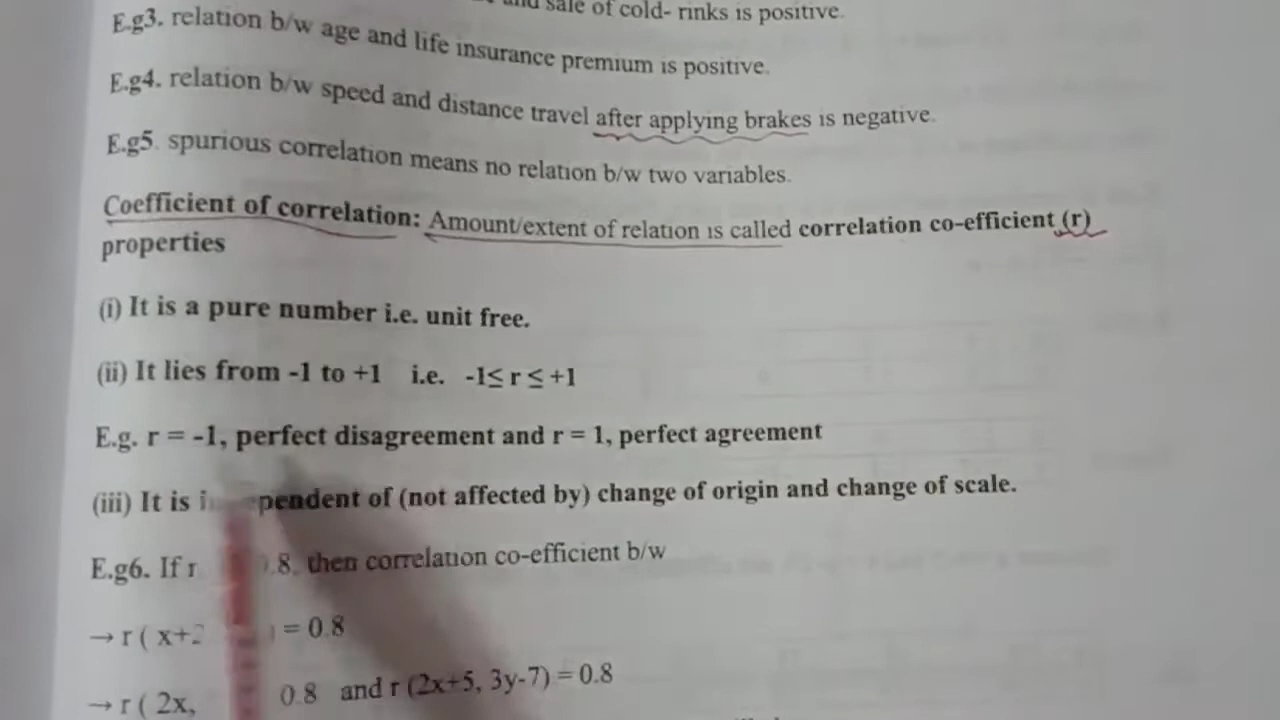 and sale of cold- rinks is positive.
E.g3. relation b/w age and life insurance premium is positive.
E.g4. relation b/w speed and distance travel after applying brakes is negative.
E.g5. spurious correlation means no relation b/w two variables.
Coefficient of correlation: Amount/extent of relation is called correlation co-efficient (r)
properties
(i) It is a pure number i.e. unit free.
(ii) It lies from -1 to +1 i.e. -1≤ r ≤ +1
E.g. r = -1, perfect disagreement and r = 1, perfect agreement
(iii) It is pendent of (not affected by) change of origin and change of scale.
E.g6. If r .8, then correlation co-efficient b/w
→ r ( x+2 ) = 0.8
→ r ( 2x, 0.8 and r (2x+5, 3y-7) = 0.8